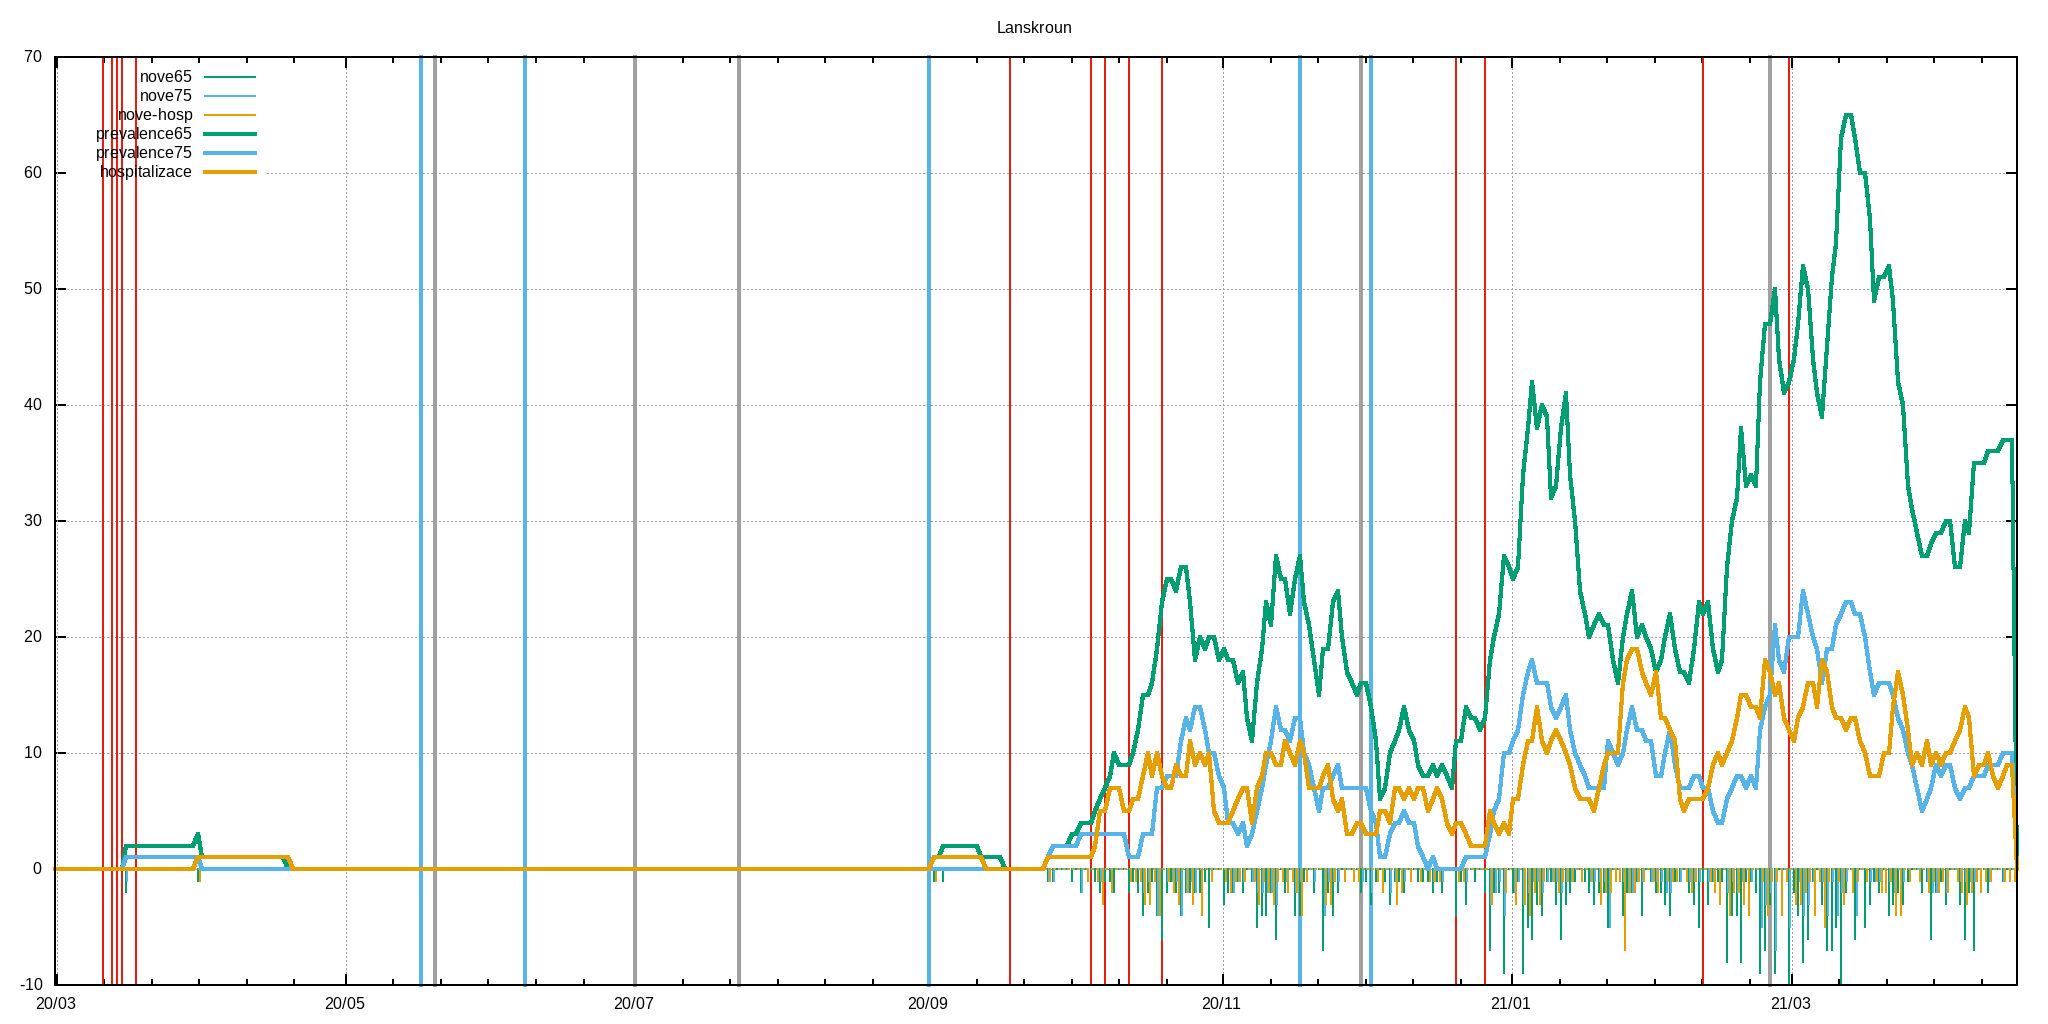 Lanskroun
70
60
50
40
30
20
10
0
-10
nove65
nove75
nove-hosp
prevalence65
prevalence75
hospitalizace
20/03 20/05 20/07 20/09 20/11 21/01 21/03